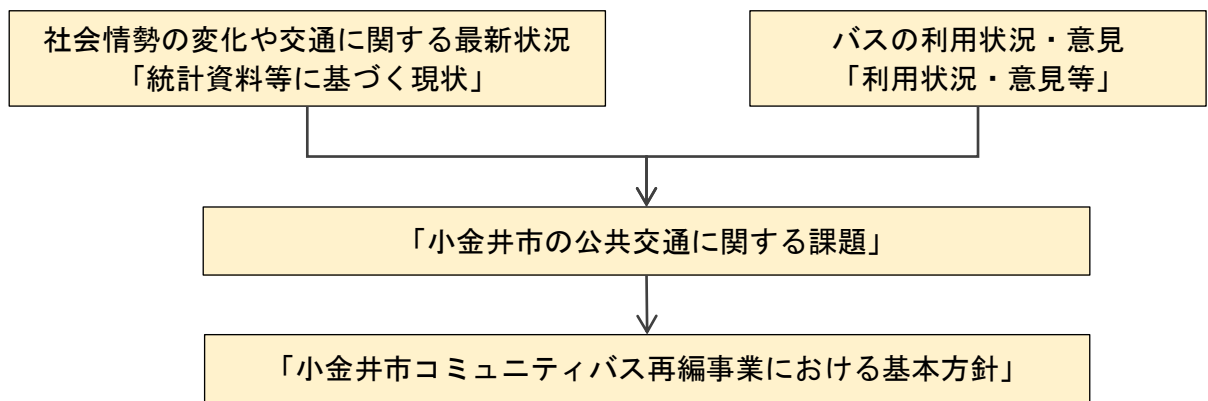 社会情勢の変化や交通に関する最新状況
「統計資料等に基づく現状」
バスの利用状況・意見
「利用状況・意見等」
「小金井市の公共交通に関する課題」
「小金井市コミュニティバス再編事業における基本方針」